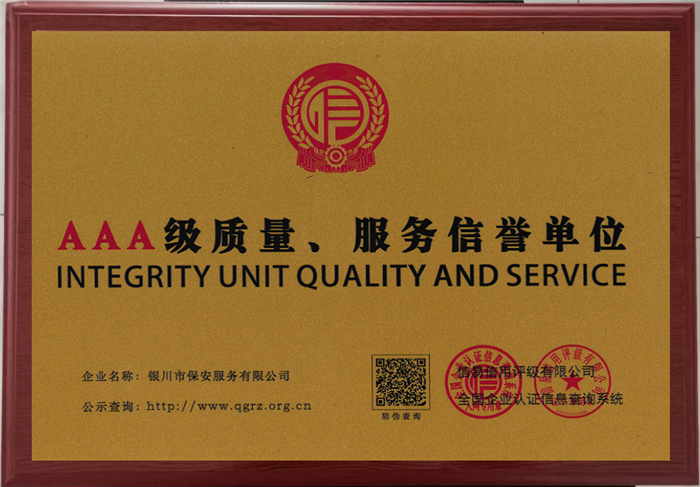 AAA级质量、服务信誉单位
INTEGRITY UNIT QUALITY AND SERVICE
企业名称：银川市保安服务有限公司
公示查询：http://www.qgrz.org.cn
防伪查询
信易信用评级有限公司
全国企业认证信息查询系统